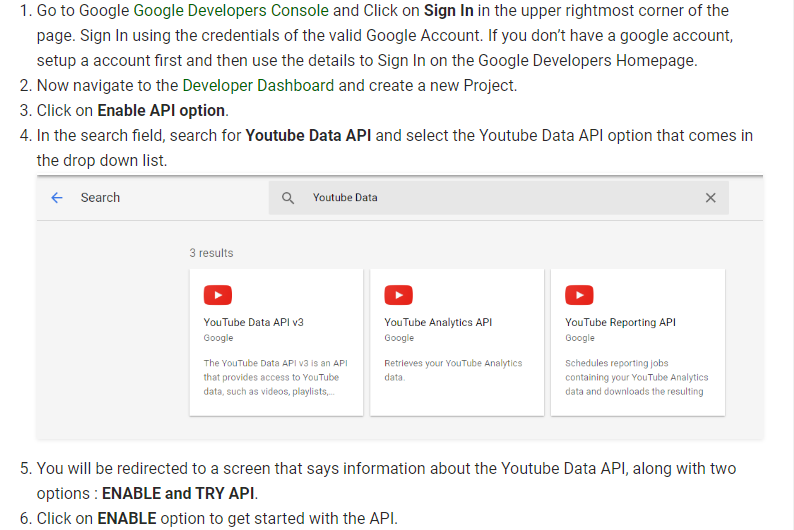 1. Go to Google Google Developers Console and Click on Sign In in the upper rightmost corner of the
page. Sign In using the credentials of the valid Google Account. If you don’t have a google account,
setup a account first and then use the details to Sign In on the Google Developers Homepage.
2. Now navigate to the Developer Dashboard and create a new Project.
3. Click on Enable API option.
4. In the search field, search for Youtube Data API and select the Youtube Data API option that comes in
the drop down list.
Search
Youtube Data
3 results
YouTube Data API v3
Google
The YouTube Data API v3 is an API
that provides access to YouTube
data, such as videos, playlists,...
YouTube Analytics API
Google
Retrieves your YouTube Analytics
data.
YouTube Reporting API
Google
Schedules reporting jobs
containing your YouTube Analytics
data and downloads the resulting
5. You will be redirected to a screen that says information about the Youtube Data API, along with two
options : ENABLE and TRY API.
6. Click on ENABLE option to get started with the API.